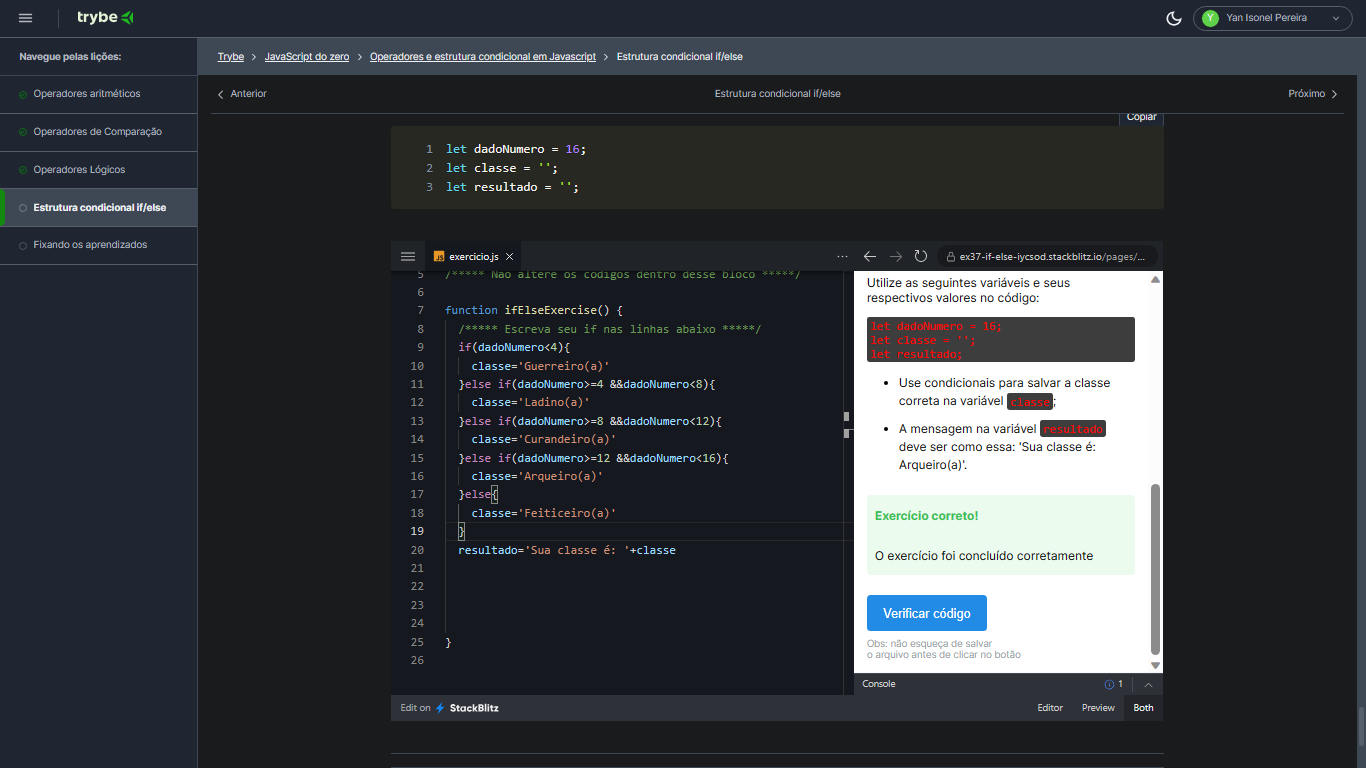 trybe
Y Yan Isonel Pereira
Navegue pelas lições:
Operadores aritméticos
Operadores de Comparação
Operadores Lógicos
Estrutura condicional if/else
Fixando os aprendizados
Trybe > JavaScript do zero > Operadores e estrutura condicional em Javascript > Estrutura condicional if/else
Anterior
Estrutura condicional if/else
Próximo
Copiar
1 let dadoNumero = 16;
2 let classe = '';
3 let resultado = '';
JS exercicio.js
ex37-if-else-iycsod.stackblitz.io/pages/...
5 /***** Não altere os códigos dentro desse bloco *****/
6
7 function ifElseExercise() {
8 /***** Escreva seu if nas linhas abaixo *****/
9 if(dadoNumero<4){
10 classe='Guerreiro(a)'
11 }else if(dadoNumero>=4 &&dadoNumero<8){
12 classe='Ladino(a)'
13 }else if(dadoNumero>=8 &&dadoNumero<12){
14 classe='Curandeiro(a)'
15 }else if(dadoNumero>=12 &&dadoNumero<16){
16 classe='Arqueiro(a)'
17 }else{
18 classe='Feiticeiro(a)'
19 }
20 resultado='Sua classe é: '+classe
21
22
23
24
25 }
26
Utilize as seguintes variáveis e seus
respectivos valores no código:
let dadoNumero = 16;
let classe = '';
let resultado;
• Use condicionais para salvar a classe
correta na variável classe;
• A mensagem na variável resultado
deve ser como essa: 'Sua classe é:
Arqueiro(a)'.
Exercício correto!
O exercício foi concluído corretamente
Verificar código
Obs: não esqueça de salvar
o arquivo antes de clicar no botão
Console
1
Edit on StackBlitz
Editor
Preview
Both